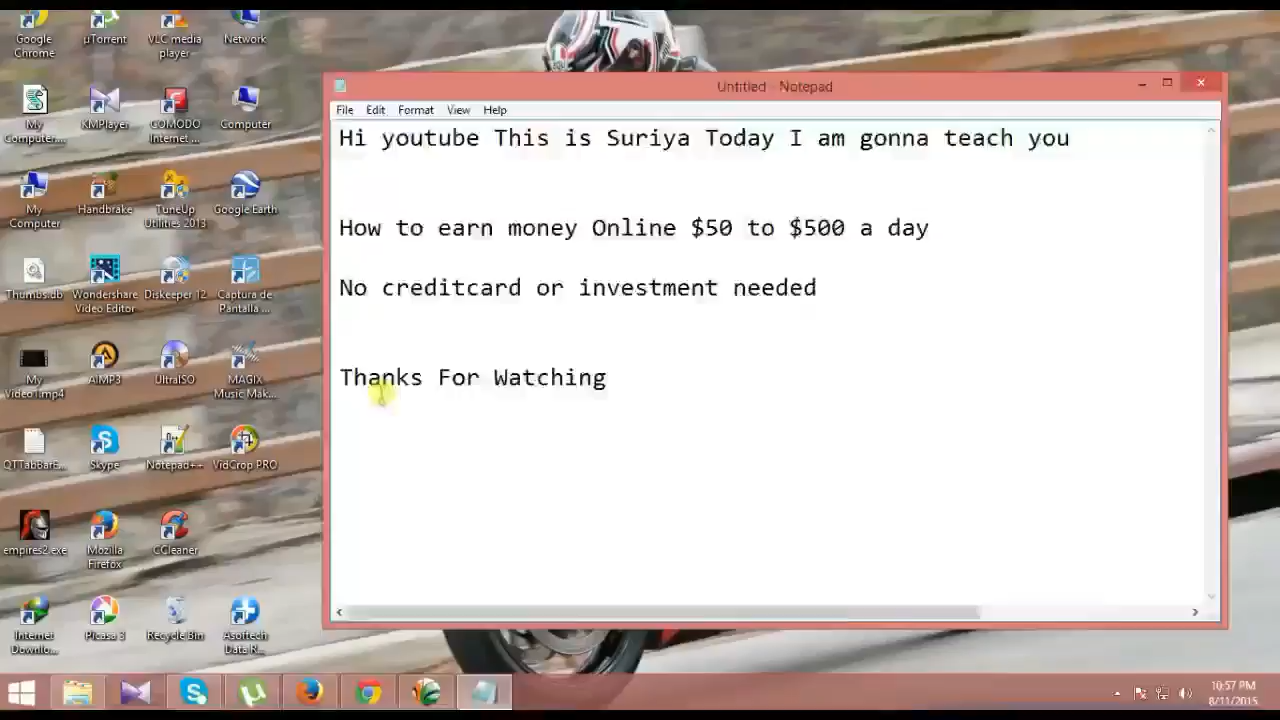 Google Chrome
µTorrent
VLC media player
Network
My Computer...
KMPlayer
COMODO Internet ...
Computer
My Computer
Handbrake
TuneUp Utilities 2013
Google Earth
Thumbs.db
Wondershare Video Editor
Diskeeper 12
Captura de Pantalla ...
My Video1.mp4
AIMP3
UltraISO
MAGIX Music Mak...
QTTabBarE...
Skype
Notepad++
VidCrop PRO
empires2.exe
Mozilla Firefox
CCleaner
Internet Downlo...
Picasa 3
Recycle Bin
Asoftech Data R...
Untitled - Notepad
File Edit Format View Help
Hi youtube This is Suriya Today I am gonna teach you
How to earn money Online $50 to $500 a day
No creditcard or investment needed
Thanks For Watching
10:57 PM
8/11/2015